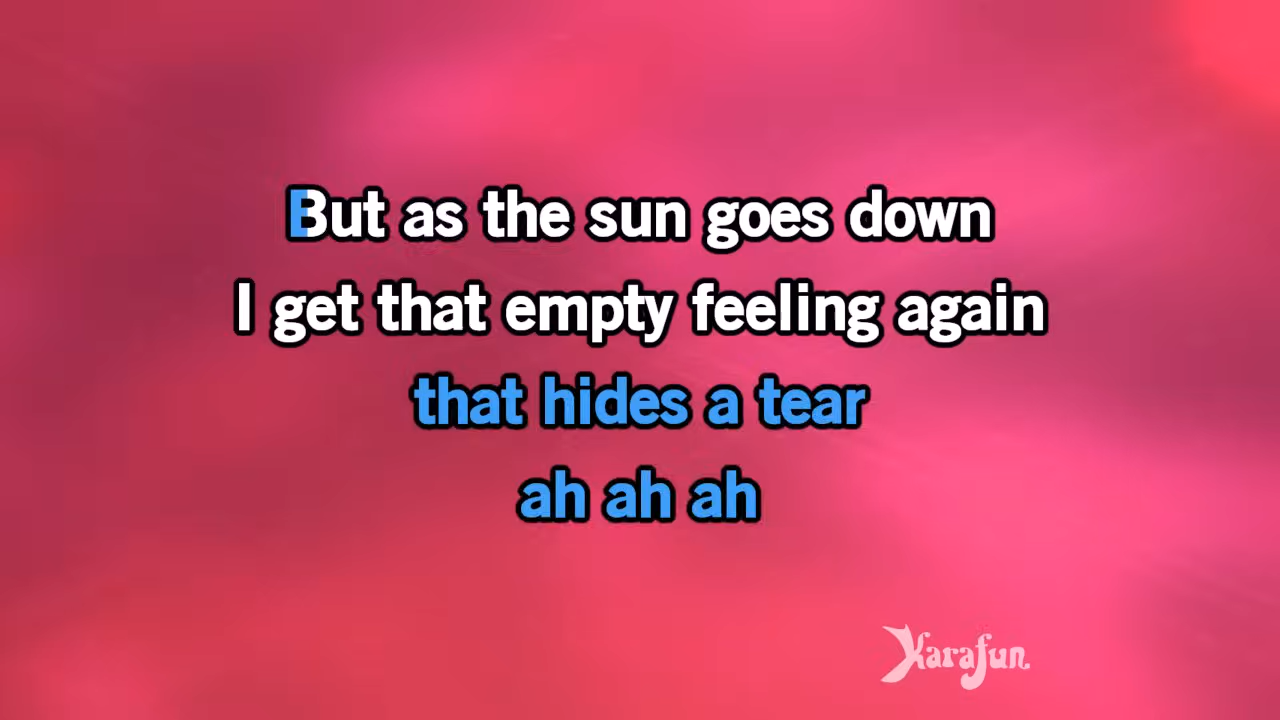 But as the sun goes down
I get that empty feeling again
that hides a tear
ah ah ah
Karafun